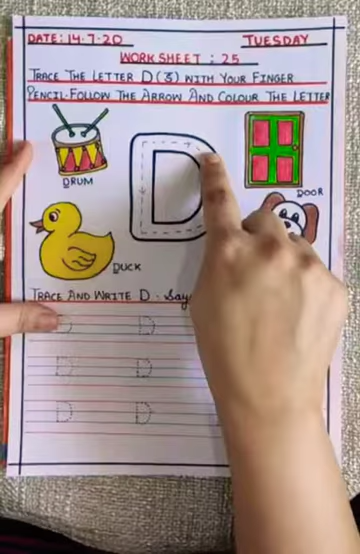 DATE: 14.7.20 TUESDAY
WORKSHEET: 25
TRACE THE LETTER D (ड) WITH YOUR FINGER
PENCIL. FOLLOW THE ARROW AND COLOUR THE LETTER
D
DRUM
DOOR
DUCK
TRACE AND WRITE D. Say
D D
D D
D D